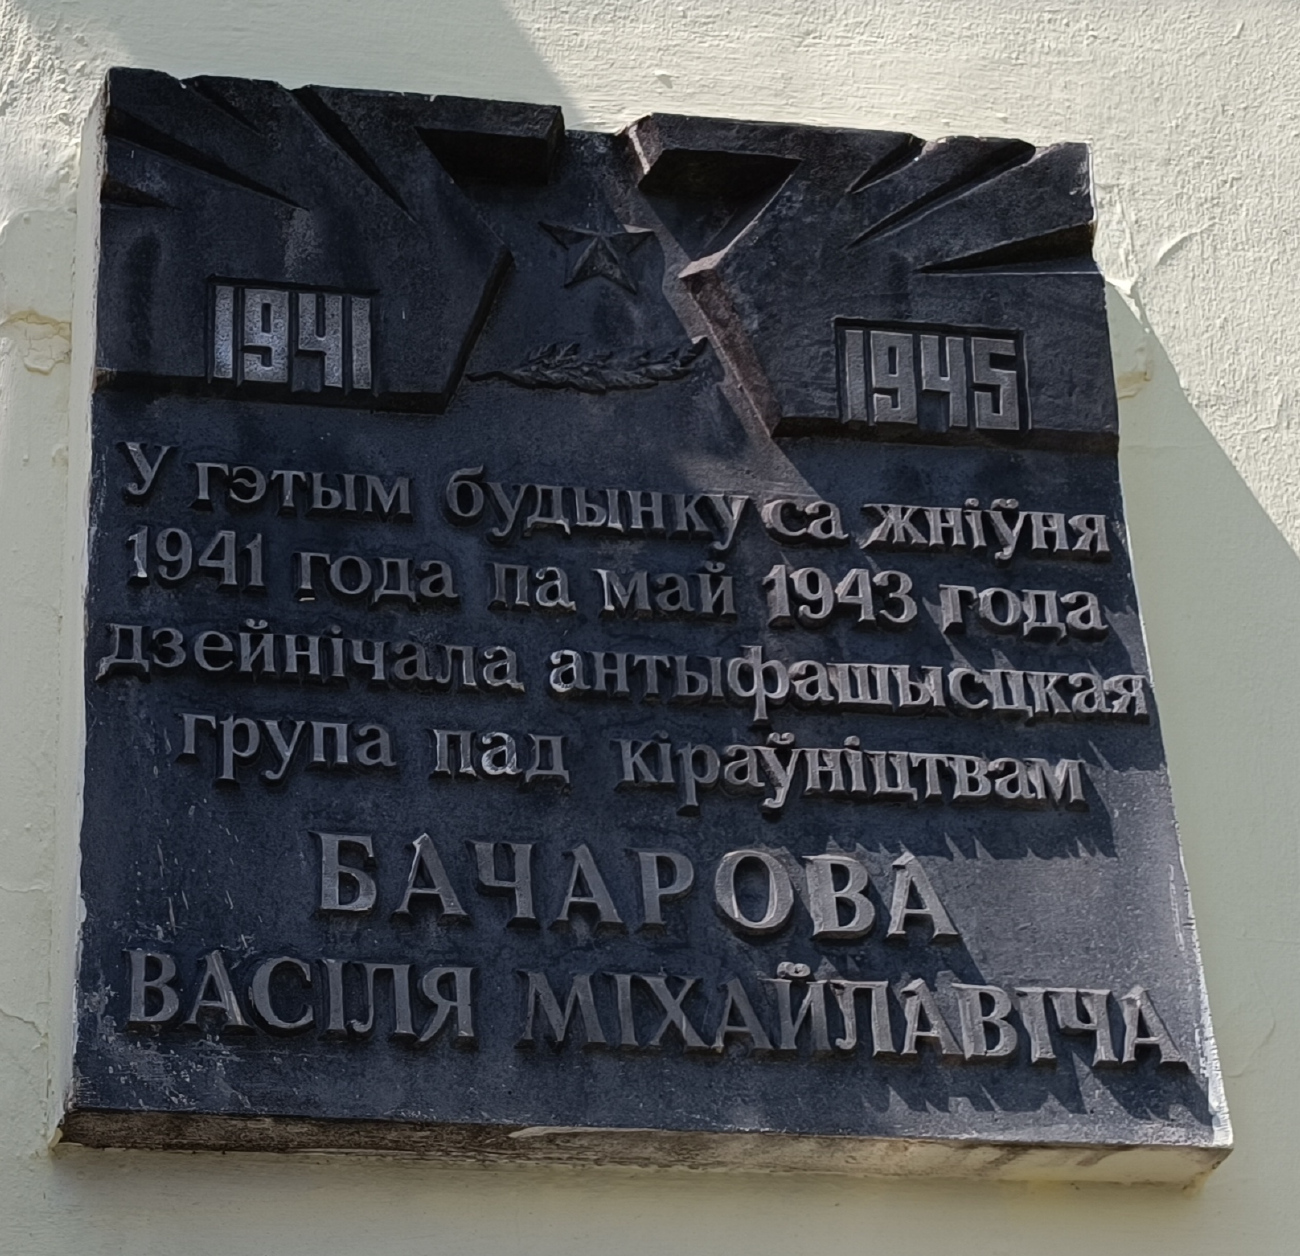 1941
1945
У гэтым будынку са жніўня
1941 года па май 1943 года
дзейнічала антыфашысцкая
група пад кіраўніцтвам
БАЧАРОВА
ВАСІЛЯ МІХАЙЛАВІЧА